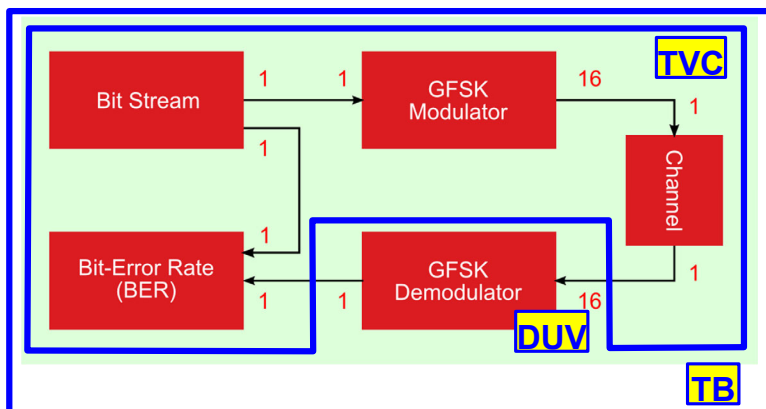 TVC
1
1
16
Bit Stream
GFSK
Modulator
1
1
Channel
1
1
Bit-Error Rate
(BER)
GFSK
Demodulator
1
1
1
16
DUV
TB